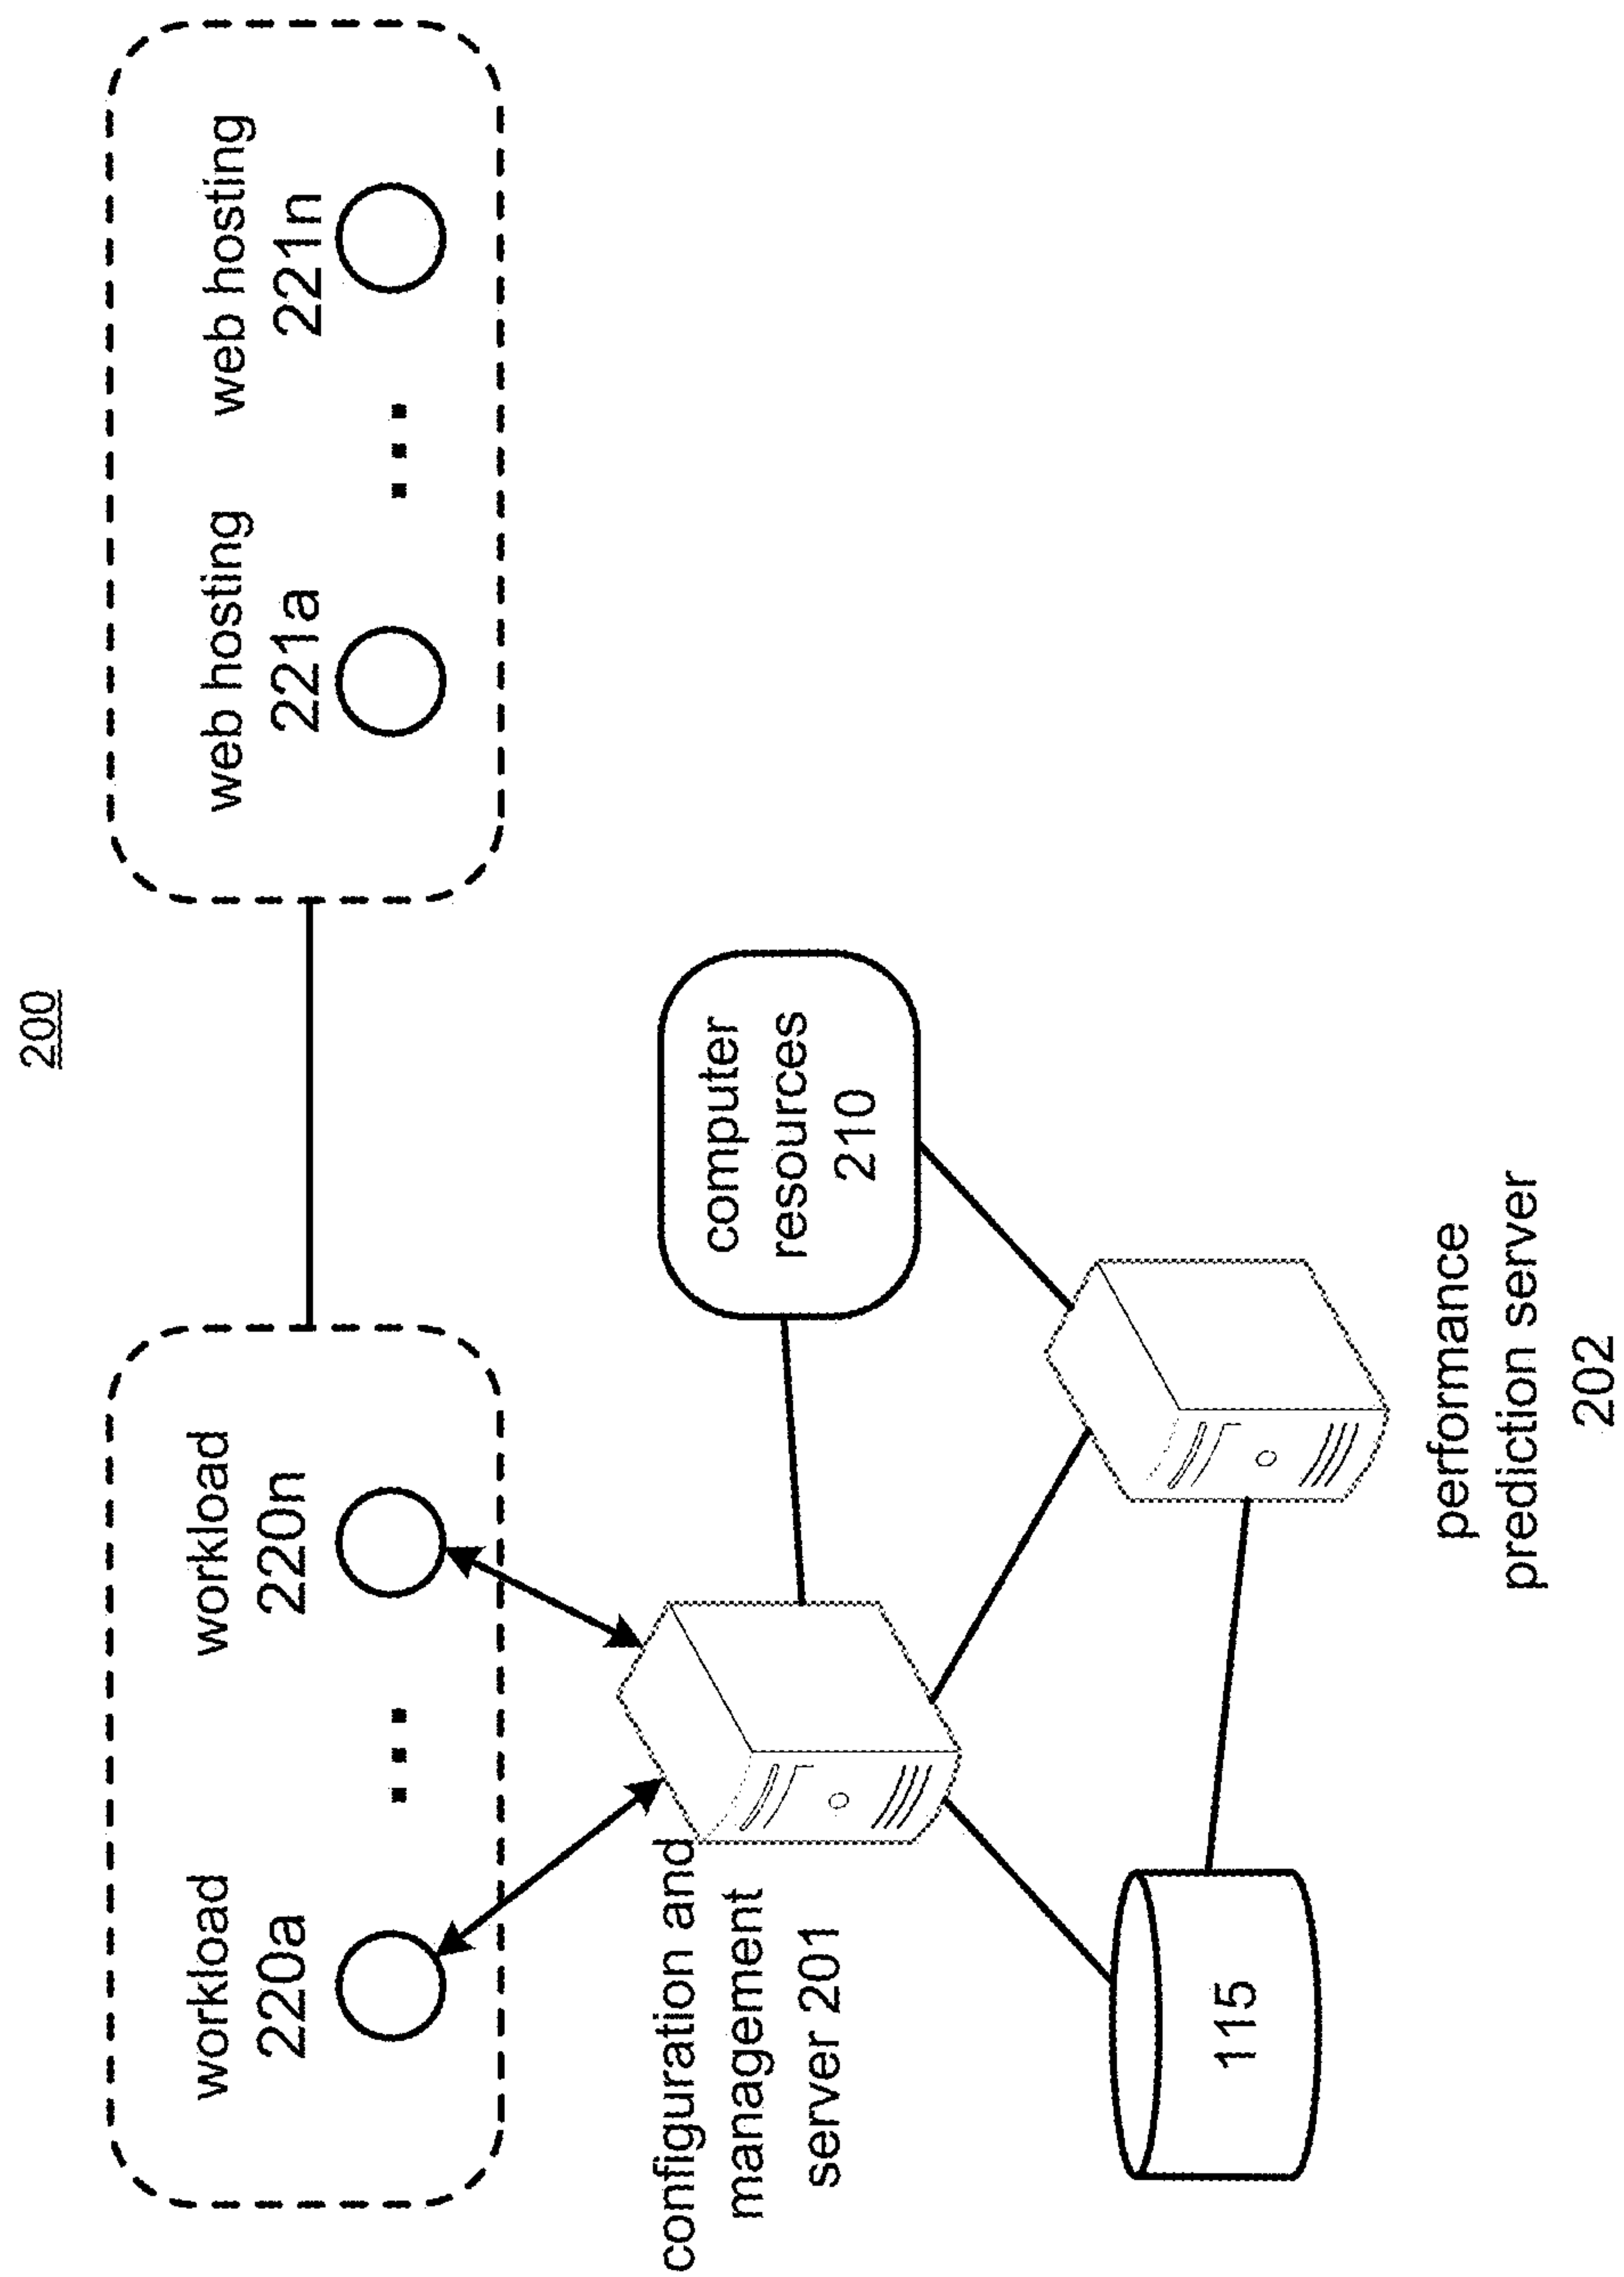 200
workload
220a
...
workload
220n
web hosting
221a
...
web hosting
221n
configuration and
management
server 201
computer
resources
210
115
performance
prediction server
202